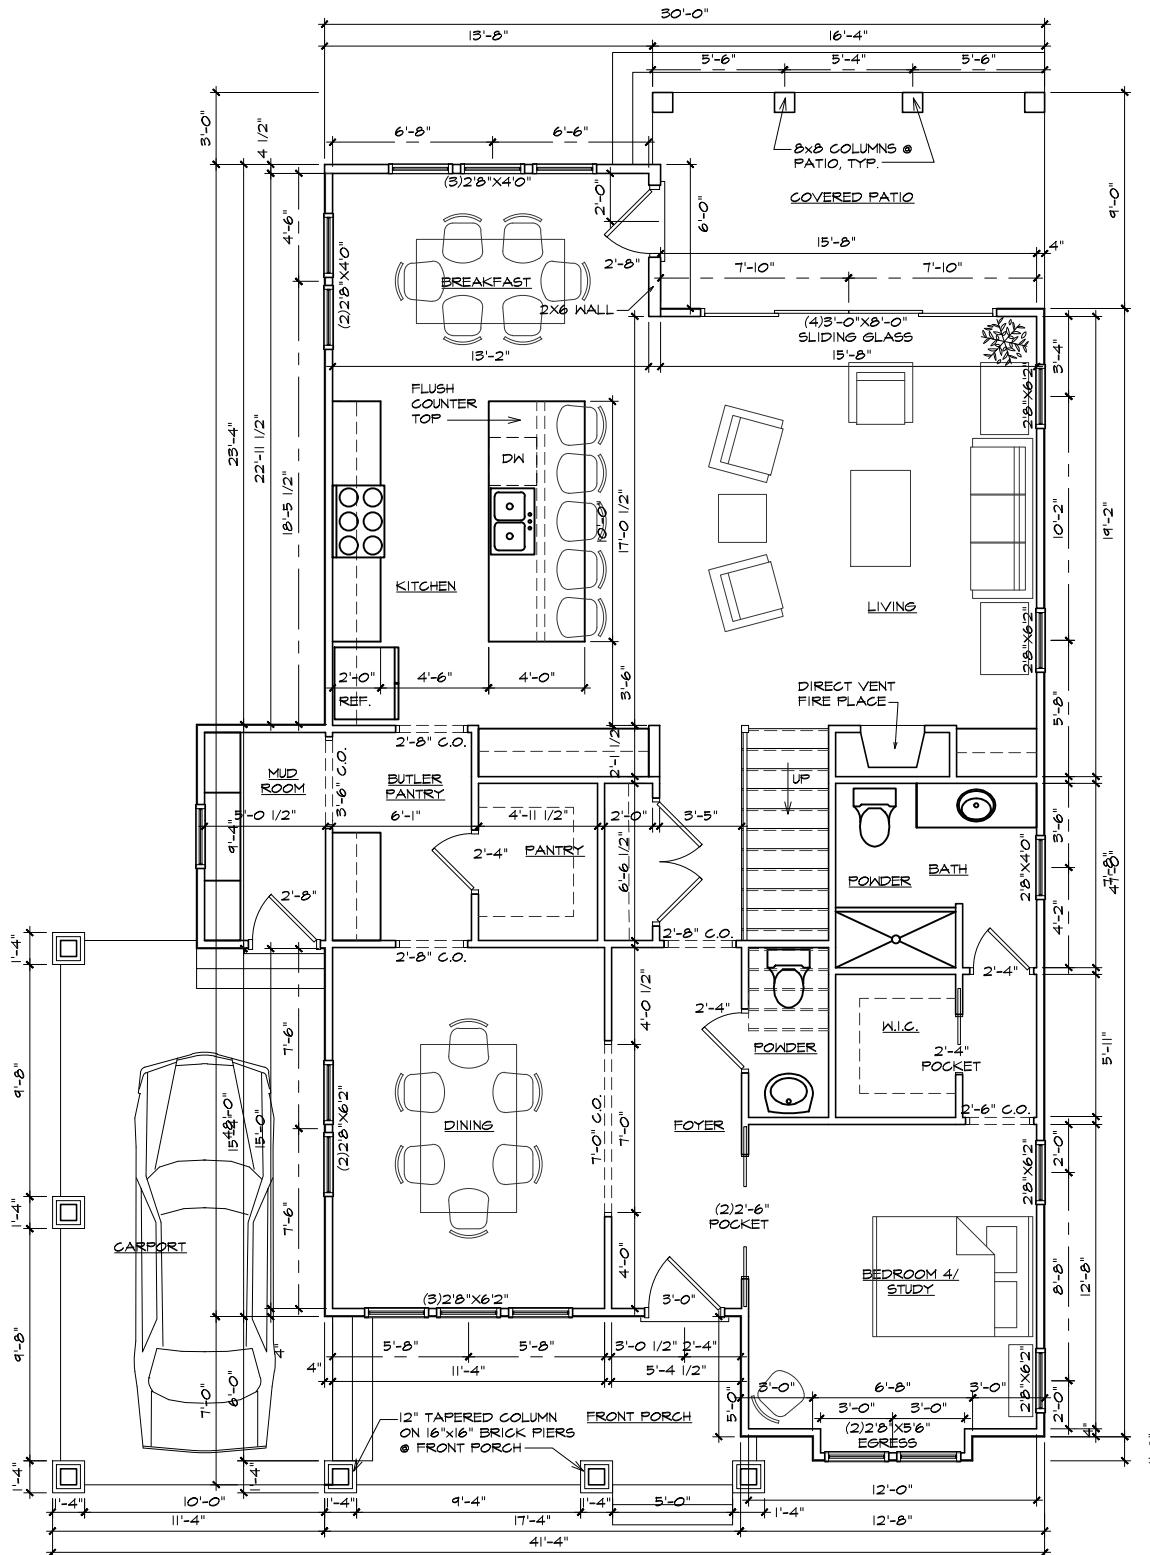 30'-0"
13'-8"
16'-4"
5'-6"
5'-4"
5'-6"
3'-0"
4 1/2"
6'-8"
6'-6"
8x8 COLUMNS @
PATIO, TYP.
(3)2'8"X4'0"
2'-0"
COVERED PATIO
6'-0"
9'-0"
4'-6"
15'-8"
4"
2'-8"
7'-10"
7'-10"
BREAKFAST
(2)2'8"X4'0"
2X6 WALL
(4)3'-0"X8'-0"
SLIDING GLASS
13'-2"
15'-8"
3'-4"
2'8"X6'2"
FLUSH
COUNTER
TOP
23'-4"
22'-11 1/2"
18'-5 1/2"
DW
10'-0"
17'-0 1/2"
10'-2"
19'-2"
KITCHEN
LIVING
2'8"X6'2"
2'-0"
4'-6"
4'-0"
3'-6"
REF.
DIRECT VENT
FIRE PLACE
5'-8"
2'-8" C.O.
2'-11 1/2"
MUD
ROOM
3'-6" C.O.
BUTLER
PANTRY
UP
5'-0 1/2"
9'-4"
6'-1"
4'-11 1/2"
2'-0"
3'-5"
3'-6"
2'-4"
PANTRY
6'-6 1/2"
POWDER
BATH
2'8"X4'0"
47'-8"
2'-8"
2'-8" C.O.
2'-8" C.O.
4'-2"
1'-4"
2'-4"
4'-0 1/2"
2'-4"
7'-6"
W.I.C.
9'-8"
POWDER
2'-4"
POCKET
5'-11"
2'-6" C.O.
48'-0"
15'-4"
15'-0"
(2)2'8"X6'2"
DINING
7'-0" C.O.
7'-0"
FOYER
2'-0"
2'8"X6'2"
1'-4"
7'-6"
(2)2'-6"
POCKET
CARPORT
4'-0"
BEDROOM 4/
STUDY
8'-8"
12'-8"
(3)2'8"X6'2"
3'-0"
9'-8"
4"
4"
5'-8"
5'-8"
3'-0 1/2"
2'-4"
11'-4"
5'-4 1/2"
2'8"X6'2"
7'-0"
6'-0"
3'-0"
6'-8"
3'-0"
2'-0"
12" TAPERED COLUMN
ON 16"x16" BRICK PIERS
@ FRONT PORCH
FRONT PORCH
5'-0"
3'-0"
3'-0"
(2)2'8"X5'6"
EGRESS
4"
1'-4"
1'-4"
12'-0"
1'-4"
10'-0"
1'-4"
9'-4"
1'-4"
5'-0"
1'-4"
11'-4"
17'-4"
12'-8"
41'-4"